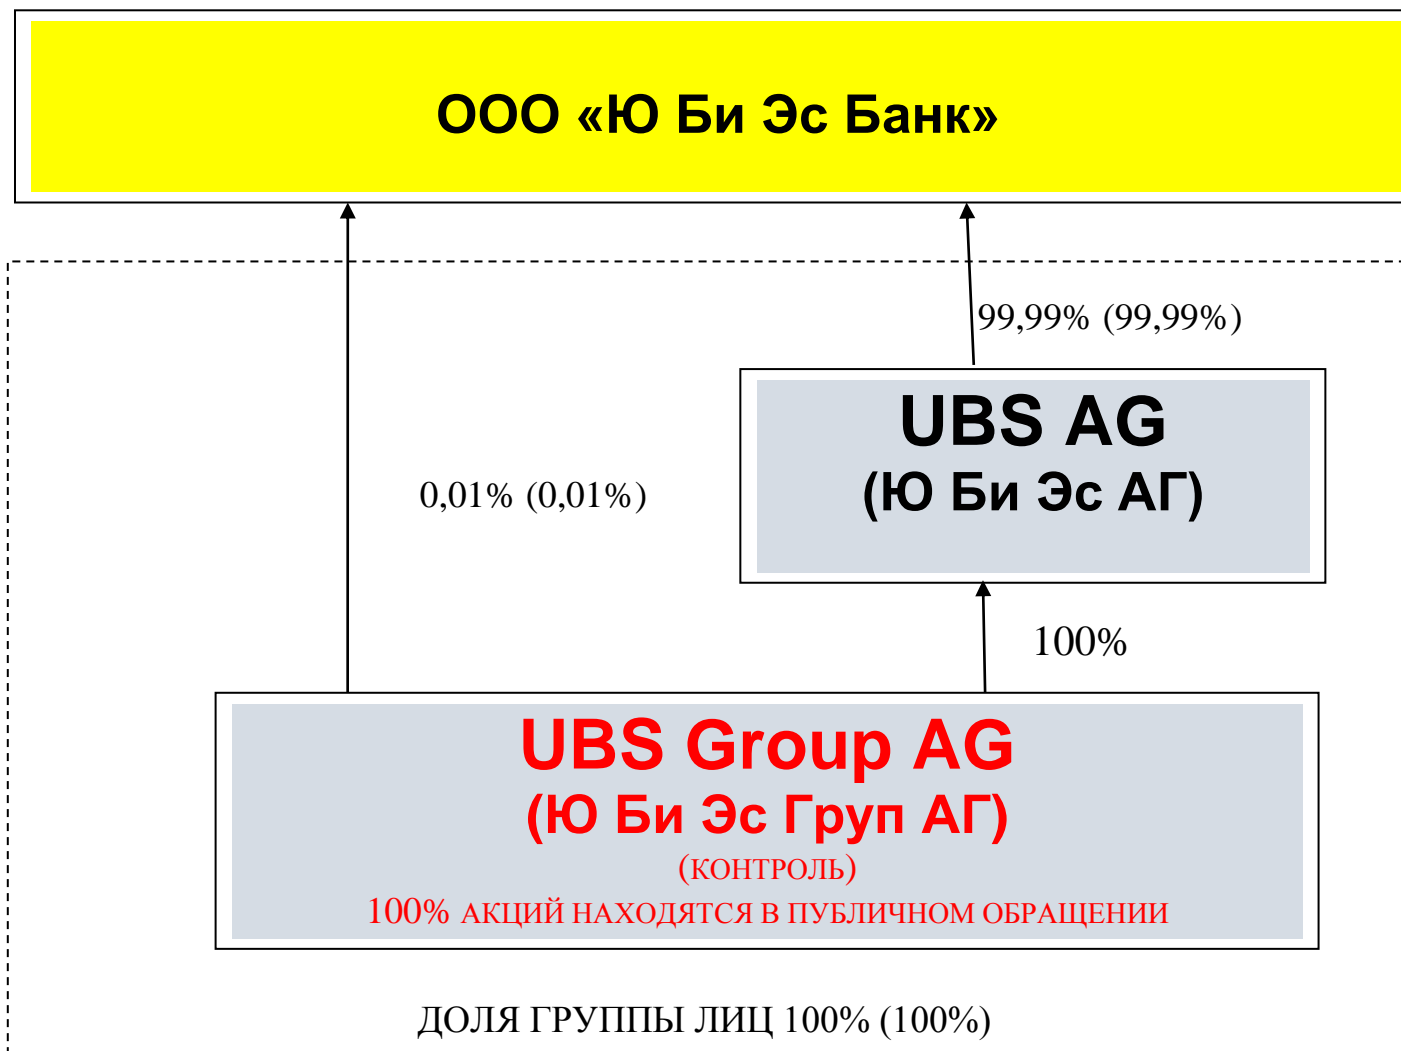 ООО «Ю Би Эс Банк»
99,99% (99,99%)
UBS AG
(Ю Би Эс АГ)
0,01% (0,01%)
100%
UBS Group AG
(Ю Би Эс Груп АГ)
(КОНТРОЛЬ)
100% АКЦИЙ НАХОДЯТСЯ В ПУБЛИЧНОМ ОБРАЩЕНИИ
ДОЛЯ ГРУППЫ ЛИЦ 100% (100%)